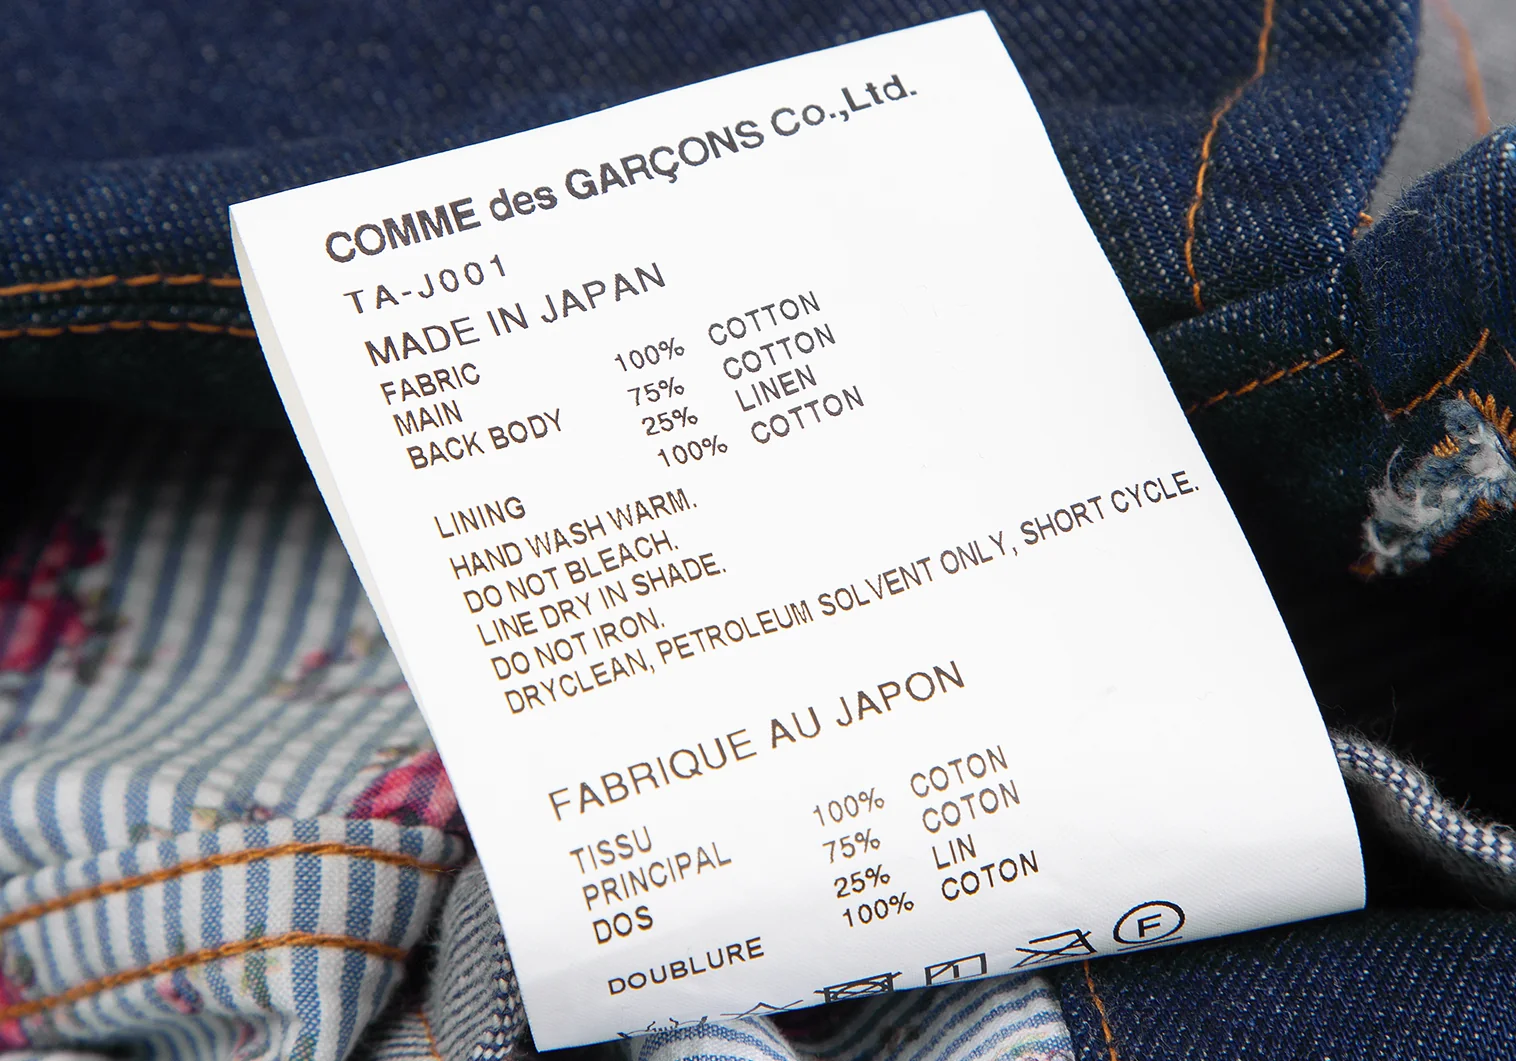 COMME des GARÇONS Co.,Ltd.
TA-J001
MADE IN JAPAN
FABRIC
MAIN 100% COTTON
BACK BODY 75% COTTON
25% LINEN
LINING 100% COTTON
HAND WASH WARM.
DO NOT BLEACH.
LINE DRY IN SHADE.
DO NOT IRON.
DRYCLEAN, PETROLEUM SOLVENT ONLY, SHORT CYCLE.
FABRIQUE AU JAPON
TISSU
PRINCIPAL 100% COTON
DOS 75% COTON
25% LIN
DOUBLURE 100% COTON
F